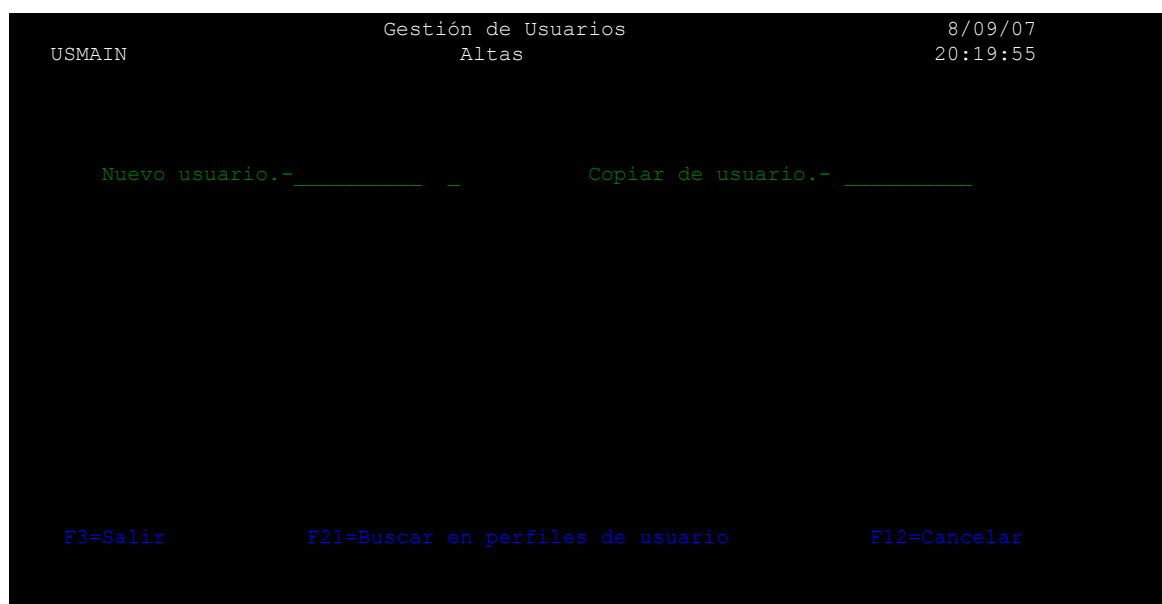 Gestión de Usuarios 8/09/07
USMAIN Altas 20:19:55
Nuevo usuario.-__________ _ Copiar de usuario.- __________
F3=Salir F21=Buscar en perfiles de usuario F12=Cancelar